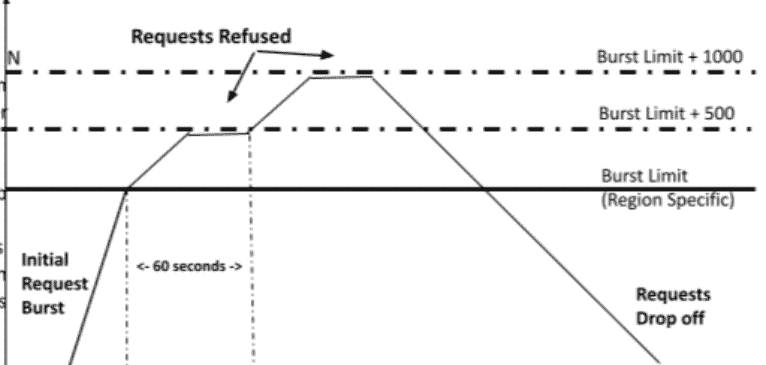 Requests Refused
N
Burst Limit + 1000
Burst Limit + 500
Burst Limit
(Region Specific)
Initial
Request
Burst
<- 60 seconds ->
Requests
Drop off